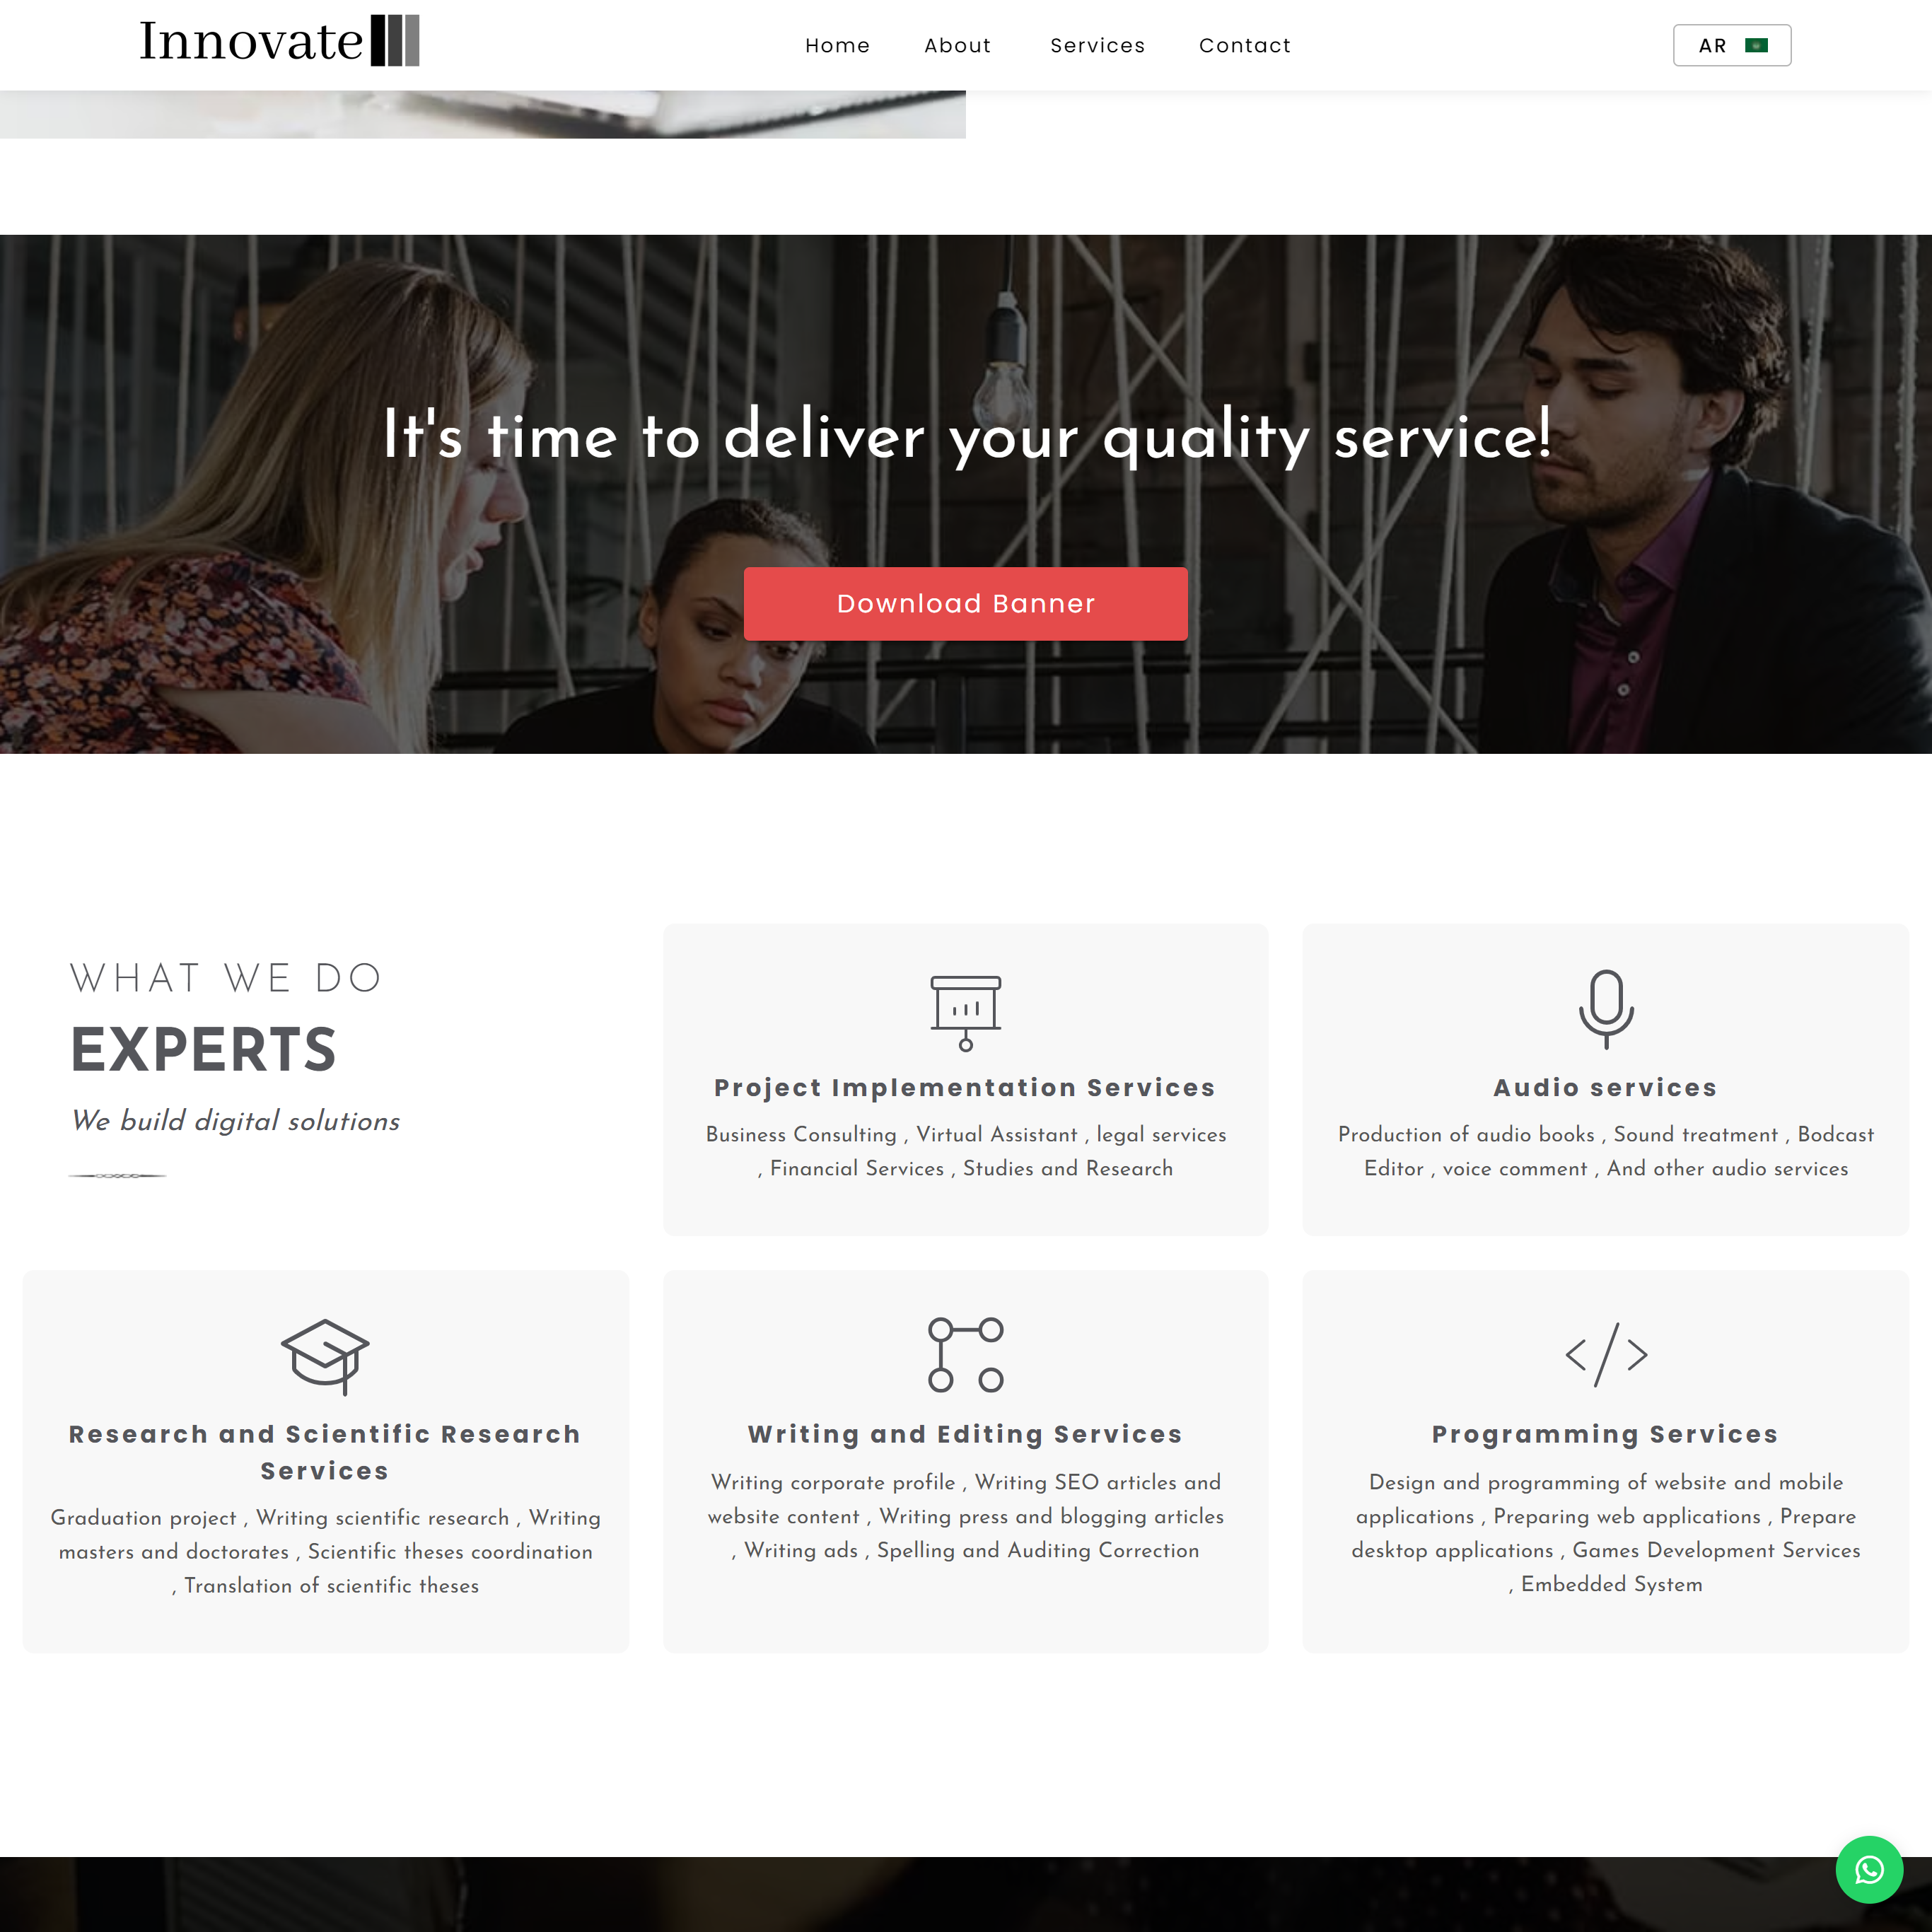 Innovate
Home About Services Contact
AR
It's time to deliver your quality service!
Download Banner
WHAT WE DO
EXPERTS
We build digital solutions
Project Implementation Services
Business Consulting , Virtual Assistant , legal services
, Financial Services , Studies and Research
Audio services
Production of audio books , Sound treatment , Bodcast
Editor , voice comment , And other audio services
Research and Scientific Research
Services
Graduation project , Writing scientific research , Writing
masters and doctorates , Scientific theses coordination
, Translation of scientific theses
Writing and Editing Services
Writing corporate profile , Writing SEO articles and
website content , Writing press and blogging articles
, Writing ads , Spelling and Auditing Correction
Programming Services
Design and programming of website and mobile
applications , Preparing web applications , Prepare
desktop applications , Games Development Services
, Embedded System